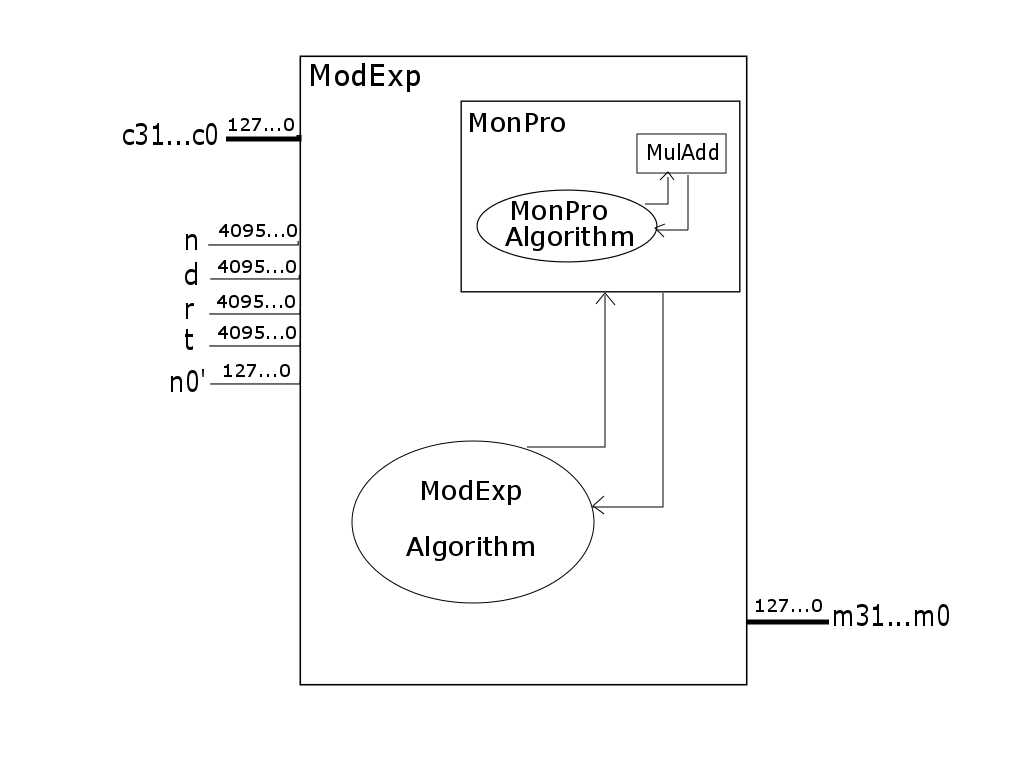 ModExp
MonPro
MulAdd
MonPro
Algorithm
c31...c0 127...0
n 4095...0
d 4095...0
r 4095...0
t 4095...0
n0' 127...0
ModExp
Algorithm
127...0 m31...m0